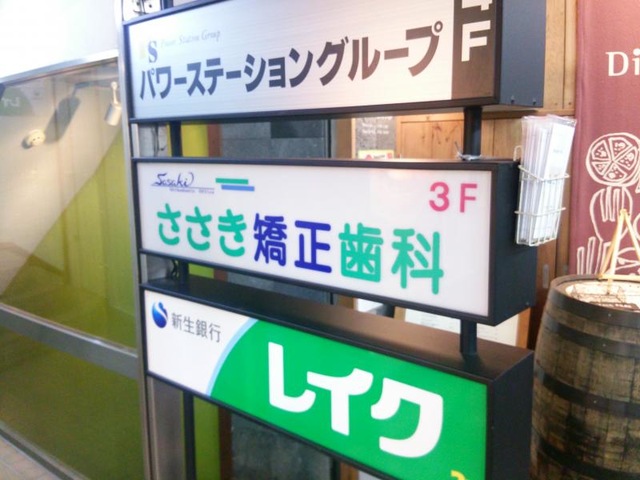 4F
Power Station Group
パワーステーショングループ
Sasaki
3F
ささき矯正歯科
新生銀行
レイク
Di